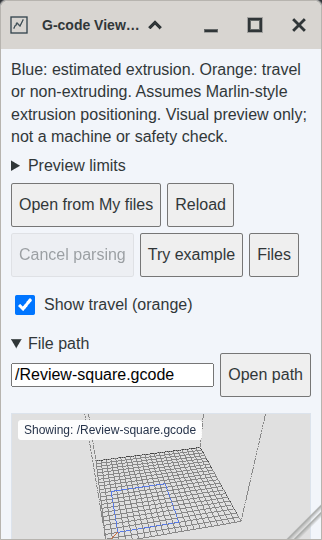 G-code View...
Blue: estimated extrusion. Orange: travel
or non-extruding. Assumes Marlin-style
extrusion positioning. Visual preview only;
not a machine or safety check.
Preview limits
Open from My files Reload
Cancel parsing Try example Files
Show travel (orange)
File path
/Review-square.gcode Open path
Showing: /Review-square.gcode